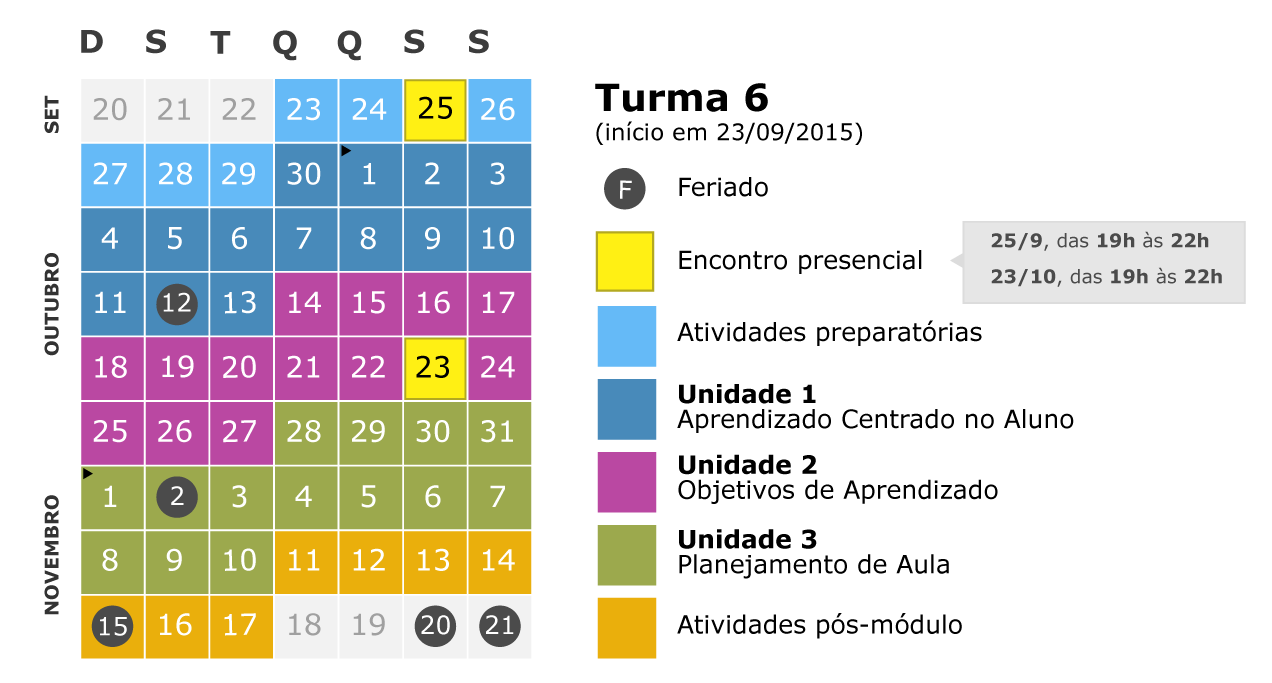 D S T Q Q S S
SET
20 21 22 23 24 25 26
27 28 29 30 1 2 3
OUTUBRO
4 5 6 7 8 9 10
11 12 13 14 15 16 17
18 19 20 21 22 23 24
25 26 27 28 29 30 31
NOVEMBRO
1 2 3 4 5 6 7
8 9 10 11 12 13 14
15 16 17 18 19 20 21
Turma 6
(início em 23/09/2015)
F
Feriado
Encontro presencial
25/9, das 19h às 22h
23/10, das 19h às 22h
Atividades preparatórias
Unidade 1
Aprendizado Centrado no Aluno
Unidade 2
Objetivos de Aprendizado
Unidade 3
Planejamento de Aula
Atividades pós-módulo